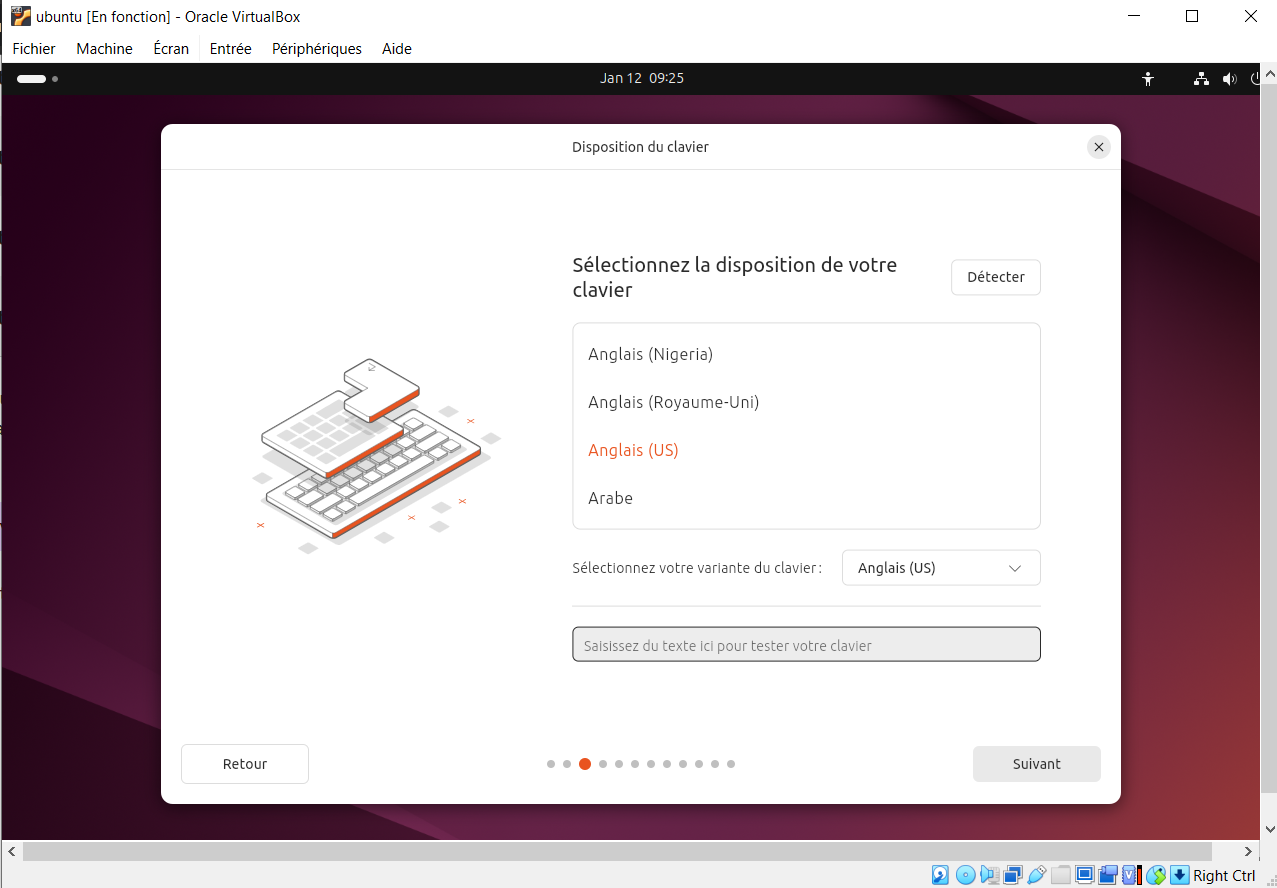 ubuntu [En fonction] - Oracle VirtualBox
Fichier Machine Écran Entrée Périphériques Aide
Jan 12 09:25
Disposition du clavier
Sélectionnez la disposition de votre
clavier
Détecter
Anglais (Nigeria)
Anglais (Royaume-Uni)
Anglais (US)
Arabe
Sélectionnez votre variante du clavier :
Anglais (US)
Saisissez du texte ici pour tester votre clavier
Retour
Suivant
Right Ctrl